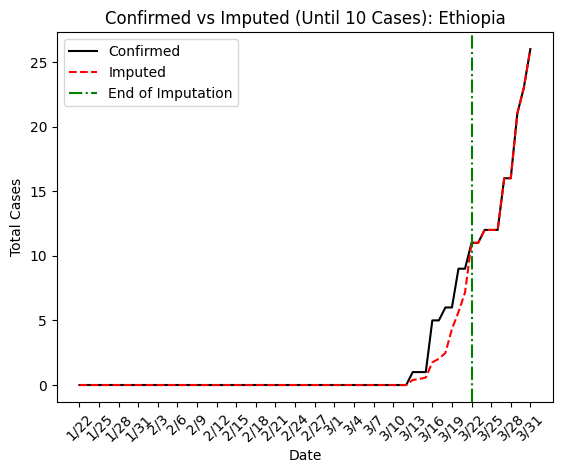 Confirmed vs Imputed (Until 10 Cases): Ethiopia
Confirmed
Imputed
End of Imputation
Total Cases
25
20
15
10
5
0
1/22 1/25 1/28 1/31 2/3 2/6 2/9 2/12 2/15 2/18 2/21 2/24 2/27 3/1 3/4 3/7 3/10 3/13 3/16 3/19 3/22 3/25 3/28 3/31
Date